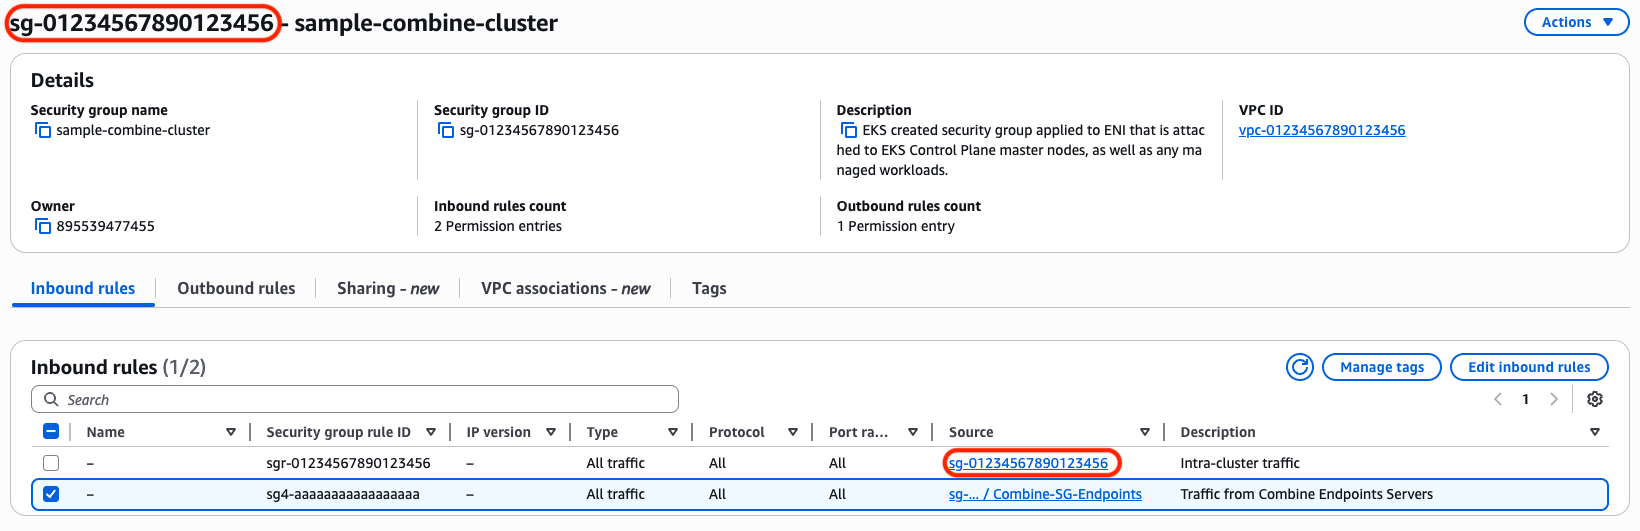 sg-01234567890123456 - sample-combine-cluster
Actions
Details
Security group name
sample-combine-cluster
Security group ID
sg-01234567890123456
Description
EKS created security group applied to ENI that is attac
hed to EKS Control Plane master nodes, as well as any ma
naged workloads.
VPC ID
vpc-01234567890123456
Owner
895539477455
Inbound rules count
2 Permission entries
Outbound rules count
1 Permission entry
Inbound rules
Outbound rules
Sharing - new
VPC associations - new
Tags
Inbound rules (1/2)
Manage tags
Edit inbound rules
Search
1
Name Security group rule ID IP version Type Protocol Port ra... Source Description
– sgr-01234567890123456 – All traffic All All sg-01234567890123456 Intra-cluster traffic
– sg4-aaaaaaaaaaaaaaaaa – All traffic All All sg-... / Combine-SG-Endpoints Traffic from Combine Endpoints Servers